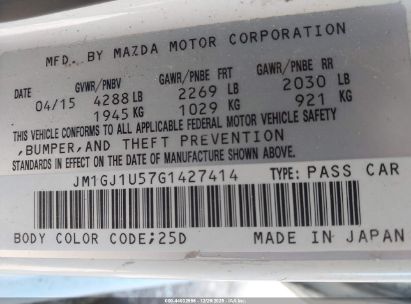 MFD. BY MAZDA MOTOR CORPORATION
DATE GVWR/PNBV GAWR/PNBE FRT GAWR/PNBE RR
04/15 4288 LB 2269 LB 2030 LB
1945 KG 1029 KG 921 KG
THIS VEHICLE CONFORMS TO ALL APPLICABLE FEDERAL MOTOR VEHICLE SAFETY
,BUMPER,AND THEFT PREVENTION
STANDARDS IN EFFECT ON THE DATE OF MANUFACTURE SHOWN ABOVE.
JM1GJ1U57G1427414 TYPE: PASS CAR
BODY COLOR CODE;25D MADE IN JAPAN